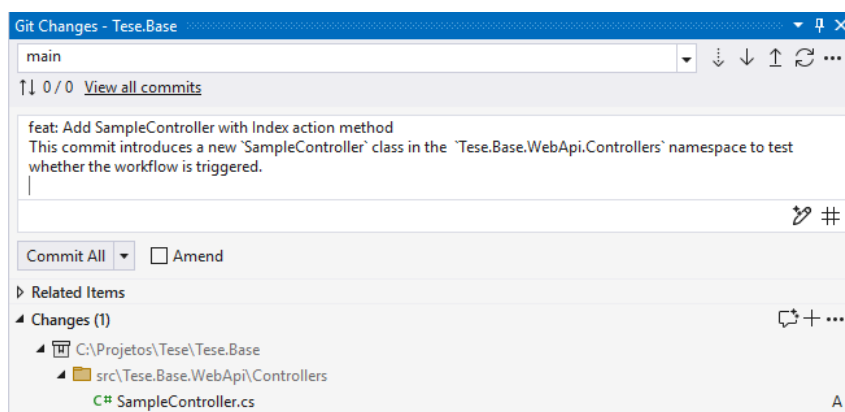 Git Changes - Tese.Base
main
0 / 0 View all commits
feat: Add SampleController with Index action method
This commit introduces a new `SampleController` class in the `Tese.Base.WebApi.Controllers` namespace to test
whether the workflow is triggered.
Commit All Amend
Related Items
Changes (1)
C:\Projetos\Tese\Tese.Base
src\Tese.Base.WebApi\Controllers
C# SampleController.cs A